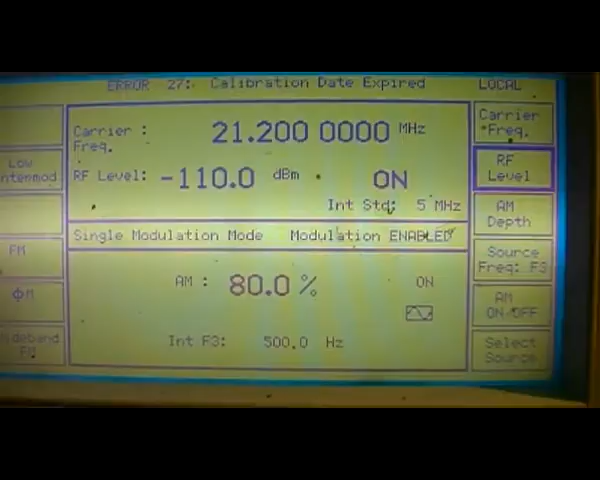 ERROR 27: Calibration Date Expired LOCAL
Carrier Freq. : 21.200 0000 MHz
RF Level: -110.0 dBm ON
Int Std: 5 MHz
Single Modulation Mode Modulation ENABLED
AM : 80.0 % ON
Int F3: 500.0 Hz
Low
FM
ΦM
FM
Carrier
*Freq.
RF
Level
AM
Depth
Source
Freq: F3
AM
ON/OFF
Select
Source